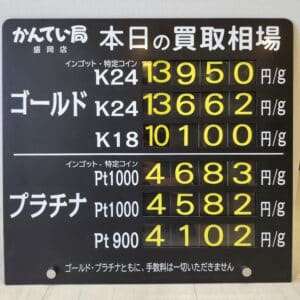 かんてい局 本日の買取相場
盛岡店
インゴット・特定コイン
K24 13950 円/g
ゴールド K24 13662 円/g
K18 10100 円/g
インゴット・特定コイン
Pt1000 4683 円/g
プラチナ Pt1000 4582 円/g
Pt900 4102 円/g
ゴールド・プラチナともに、手数料は一切いただきません